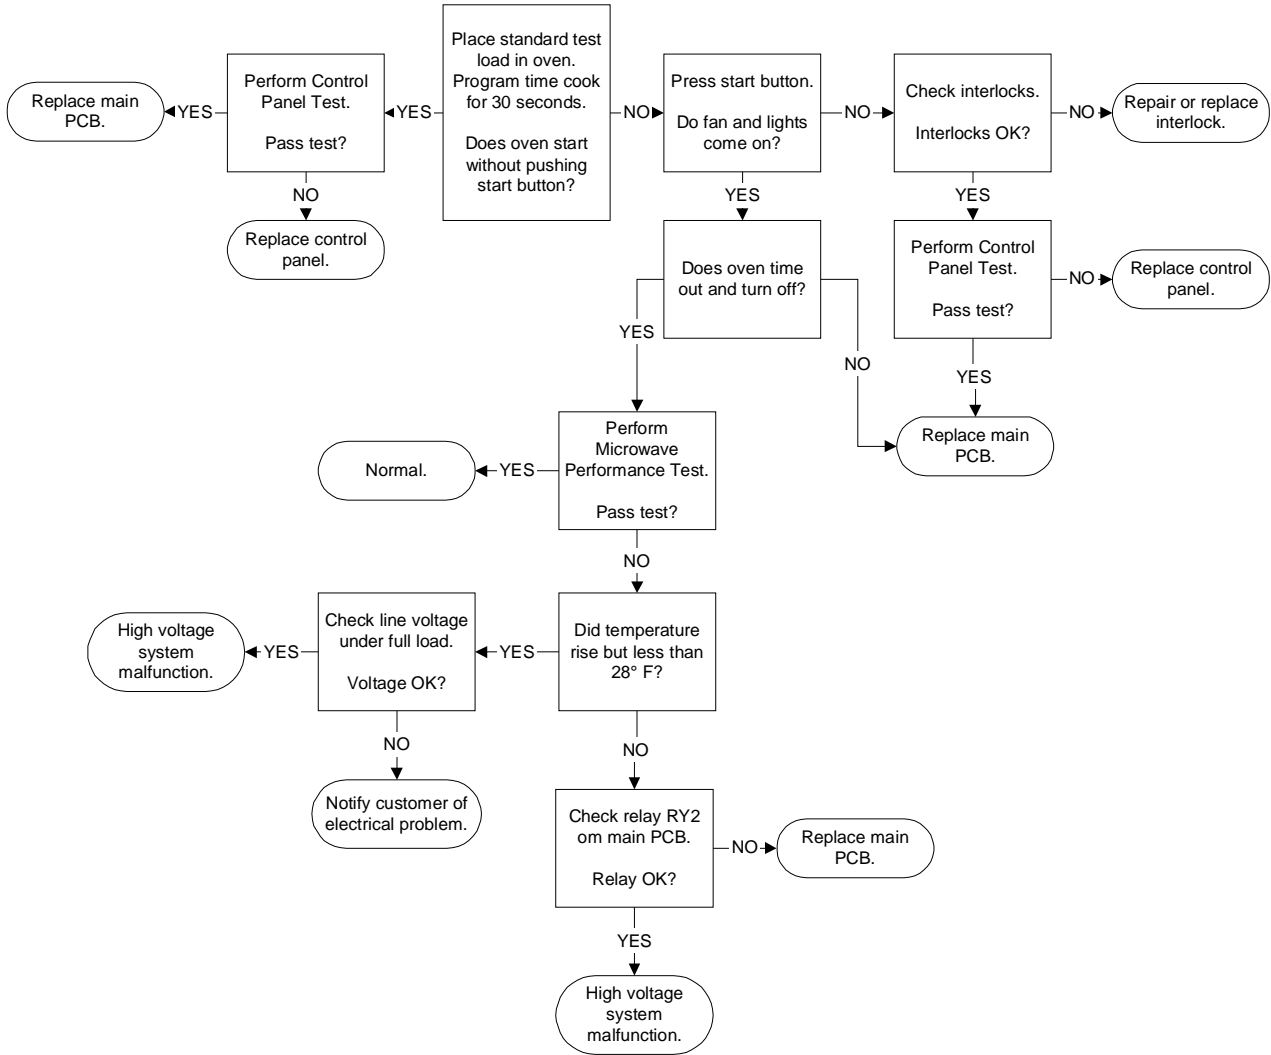 Place standard test
load in oven.
Program time cook
for 30 seconds.
Does oven start
without pushing
start button?
YES
Perform Control
Panel Test.
Pass test?
YES
Replace main
PCB.
NO
Replace control
panel.
NO
Press start button.
Do fan and lights
come on?
NO
Check interlocks.
Interlocks OK?
NO
Repair or replace
interlock.
YES
Perform Control
Panel Test.
Pass test?
NO
Replace control
panel.
YES
Replace main
PCB.
YES
Does oven time
out and turn off?
NO
YES
Perform
Microwave
Performance Test.
Pass test?
YES
Normal.
NO
Did temperature
rise but less than
28° F?
YES
Check line voltage
under full load.
Voltage OK?
YES
High voltage
system
malfunction.
NO
Notify customer of
electrical problem.
NO
Check relay RY2
om main PCB.
Relay OK?
NO
Replace main
PCB.
YES
High voltage
system
malfunction.